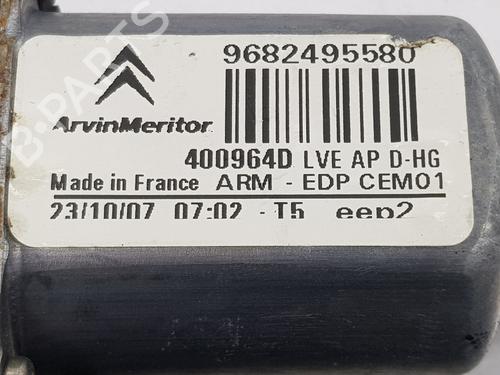 9682495580
ArvinMeritor
400964D LVE AP D-HG
Made in France ARM - EDP CEM01
23/10/07 07:02 - T5 eep2
B-PARTS